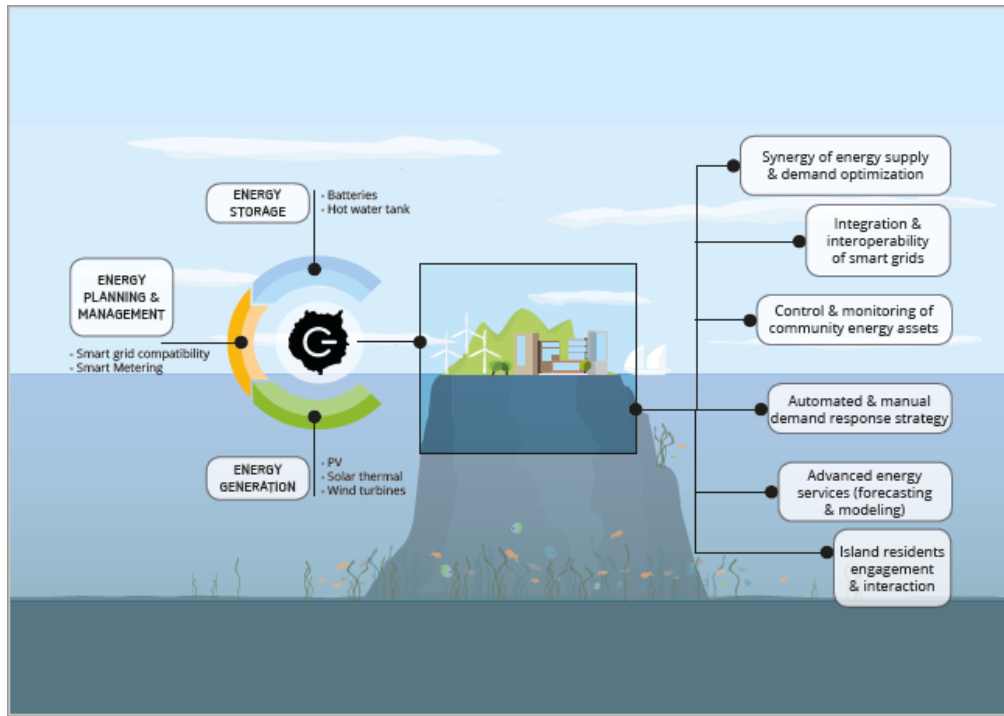 ENERGY
STORAGE
- Batteries
- Hot water tank
ENERGY
PLANNING &
MANAGEMENT
- Smart grid compatibility
- Smart Metering
ENERGY
GENERATION
- PV
- Solar thermal
- Wind turbines
Synergy of energy supply
& demand optimization
Integration &
interoperability
of smart grids
Control & monitoring of
community energy assets
Automated & manual
demand response strategy
Advanced energy
services (forecasting
& modeling)
Island residents
engagement
& interaction